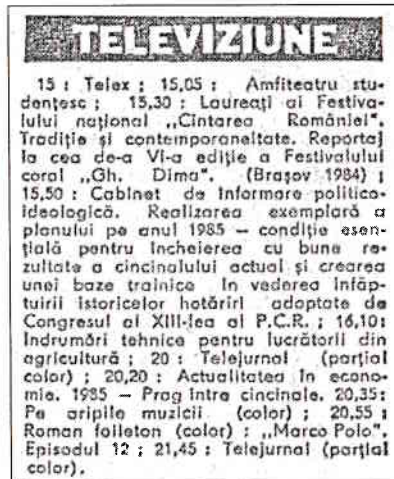 TELEVIZIUNE
15 : Telex ; 15,05 : Amfiteatru stu-
dențesc ; 15,30 : Laureați ai Festiva-
lului național „Cîntarea României".
Tradiție și contemporaneitate. Reportaj
la cea de-a VI-a ediție a Festivalului
coral „Gh. Dima". (Brașov 1984) ;
15,50 : Cabinet de informare politico-
ideologică. Realizarea exemplară a
planului pe anul 1985 – condiție esen-
țială pentru încheierea cu bune re-
zultate a cincinalului actual și crearea
unei baze trainice în vederea înfăp-
tuirii istoricelor hotărîri adoptate de
Congresul al XIII-lea al P.C.R. ; 16,10:
Indrumări tehnice pentru lucrătorii din
agricultură ; 20 : Telejurnal (parțial
color) ; 20,20 : Actualitatea în econo-
mie. 1985 – Prag între cincinale. 20,35:
Pe aripile muzicii (color) ; 20,55 :
Roman foileton (color) : „Marco Polo".
Episodul 12 ; 21,45 : Telejurnal (parțial
color).